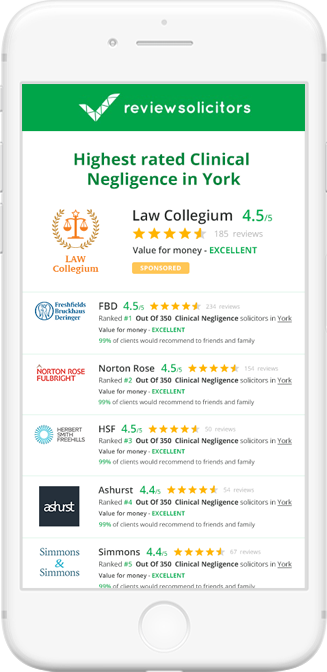 reviewsolicitors
Highest rated Clinical
Negligence in York
LAW
Collegium
Law Collegium 4.5/5
185 reviews
Value for money - EXCELLENT
SPONSORED
Freshfields
Bruckhaus
Deringer
FBD 4.5/5 234 reviews
Ranked #1 Out Of 350 Clinical Negligence solicitors in York
Value for money - EXCELLENT
99% of clients would recommend to friends and family
NORTON ROSE
FULBRIGHT
Norton Rose 4.5/5 154 reviews
Ranked #2 Out Of 350 Clinical Negligence solicitors in York
Value for money - EXCELLENT
99% of clients would recommend to friends and family
HERBERT
SMITH
FREEHILLS
HSF 4.5/5 50 reviews
Ranked #3 Out Of 350 Clinical Negligence solicitors in York
Value for money - EXCELLENT
99% of clients would recommend to friends and family
ashurst
Ashurst 4.4/5 54 reviews
Ranked #4 Out Of 350 Clinical Negligence solicitors in York
Value for money - EXCELLENT
99% of clients would recommend to friends and family
Simmons
&
Simmons
Simmons 4.4/5 67 reviews
Ranked #5 Out Of 350 Clinical Negligence solicitors in York
Value for money - EXCELLENT
99% of clients would recommend to friends and family